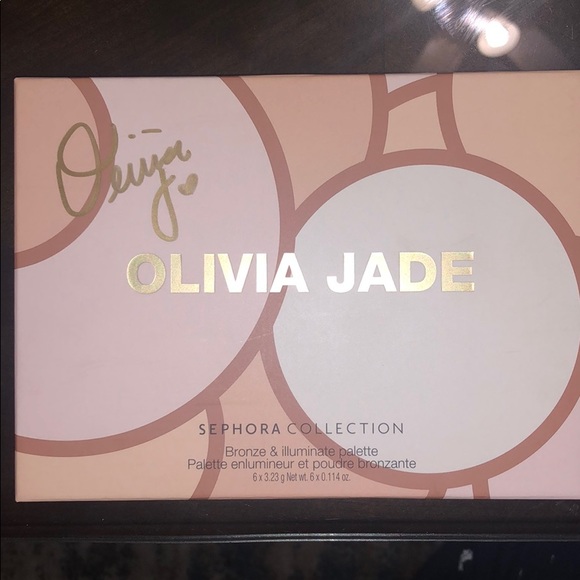 Olivia
OLIVIA JADE
SEPHORA COLLECTION
Bronze & illuminate palette
Palette enlumineur et poudre bronzante
6 x 3.23 g Net wt. 6 x 0.114 oz.